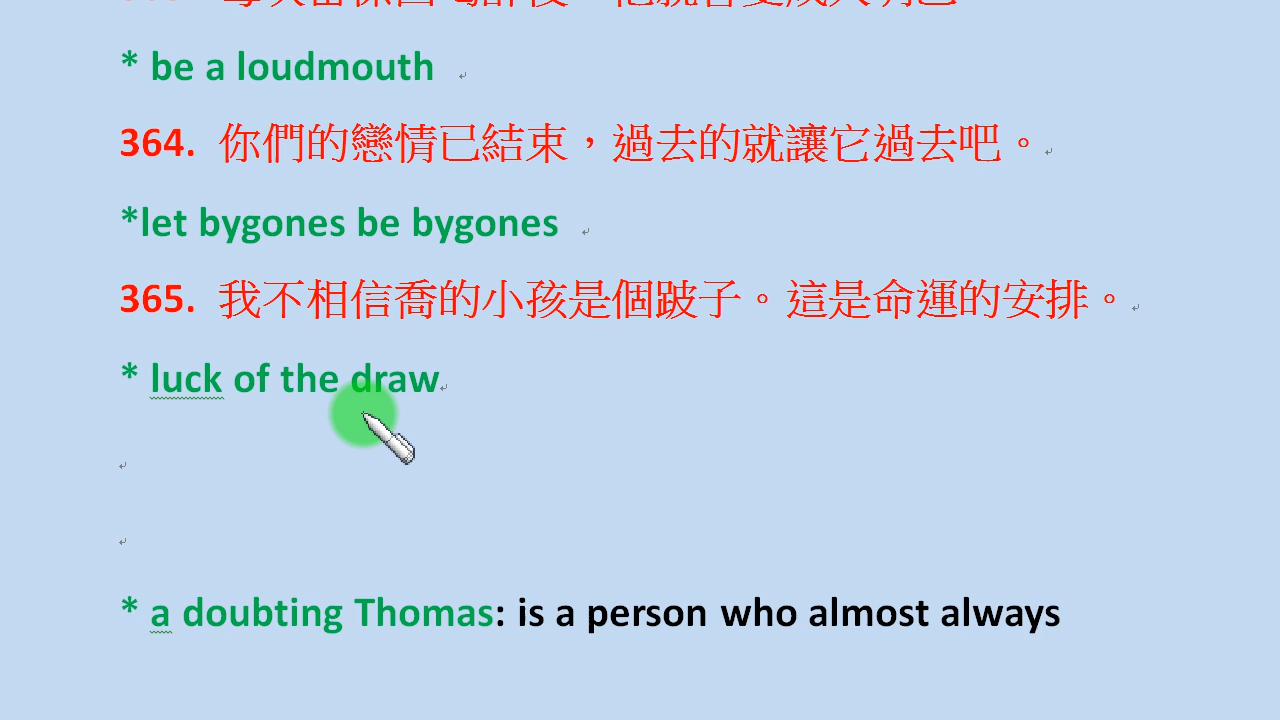 * be a loudmouth
364. 你們的戀情已結束，過去的就讓它過去吧。
*let bygones be bygones
365. 我不相信喬的小孩是個跛子。這是命運的安排。
* luck of the draw
* a doubting Thomas: is a person who almost always